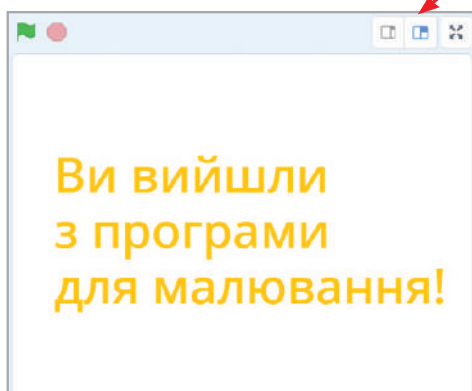 Ви вийшли
з програми
для малювання!